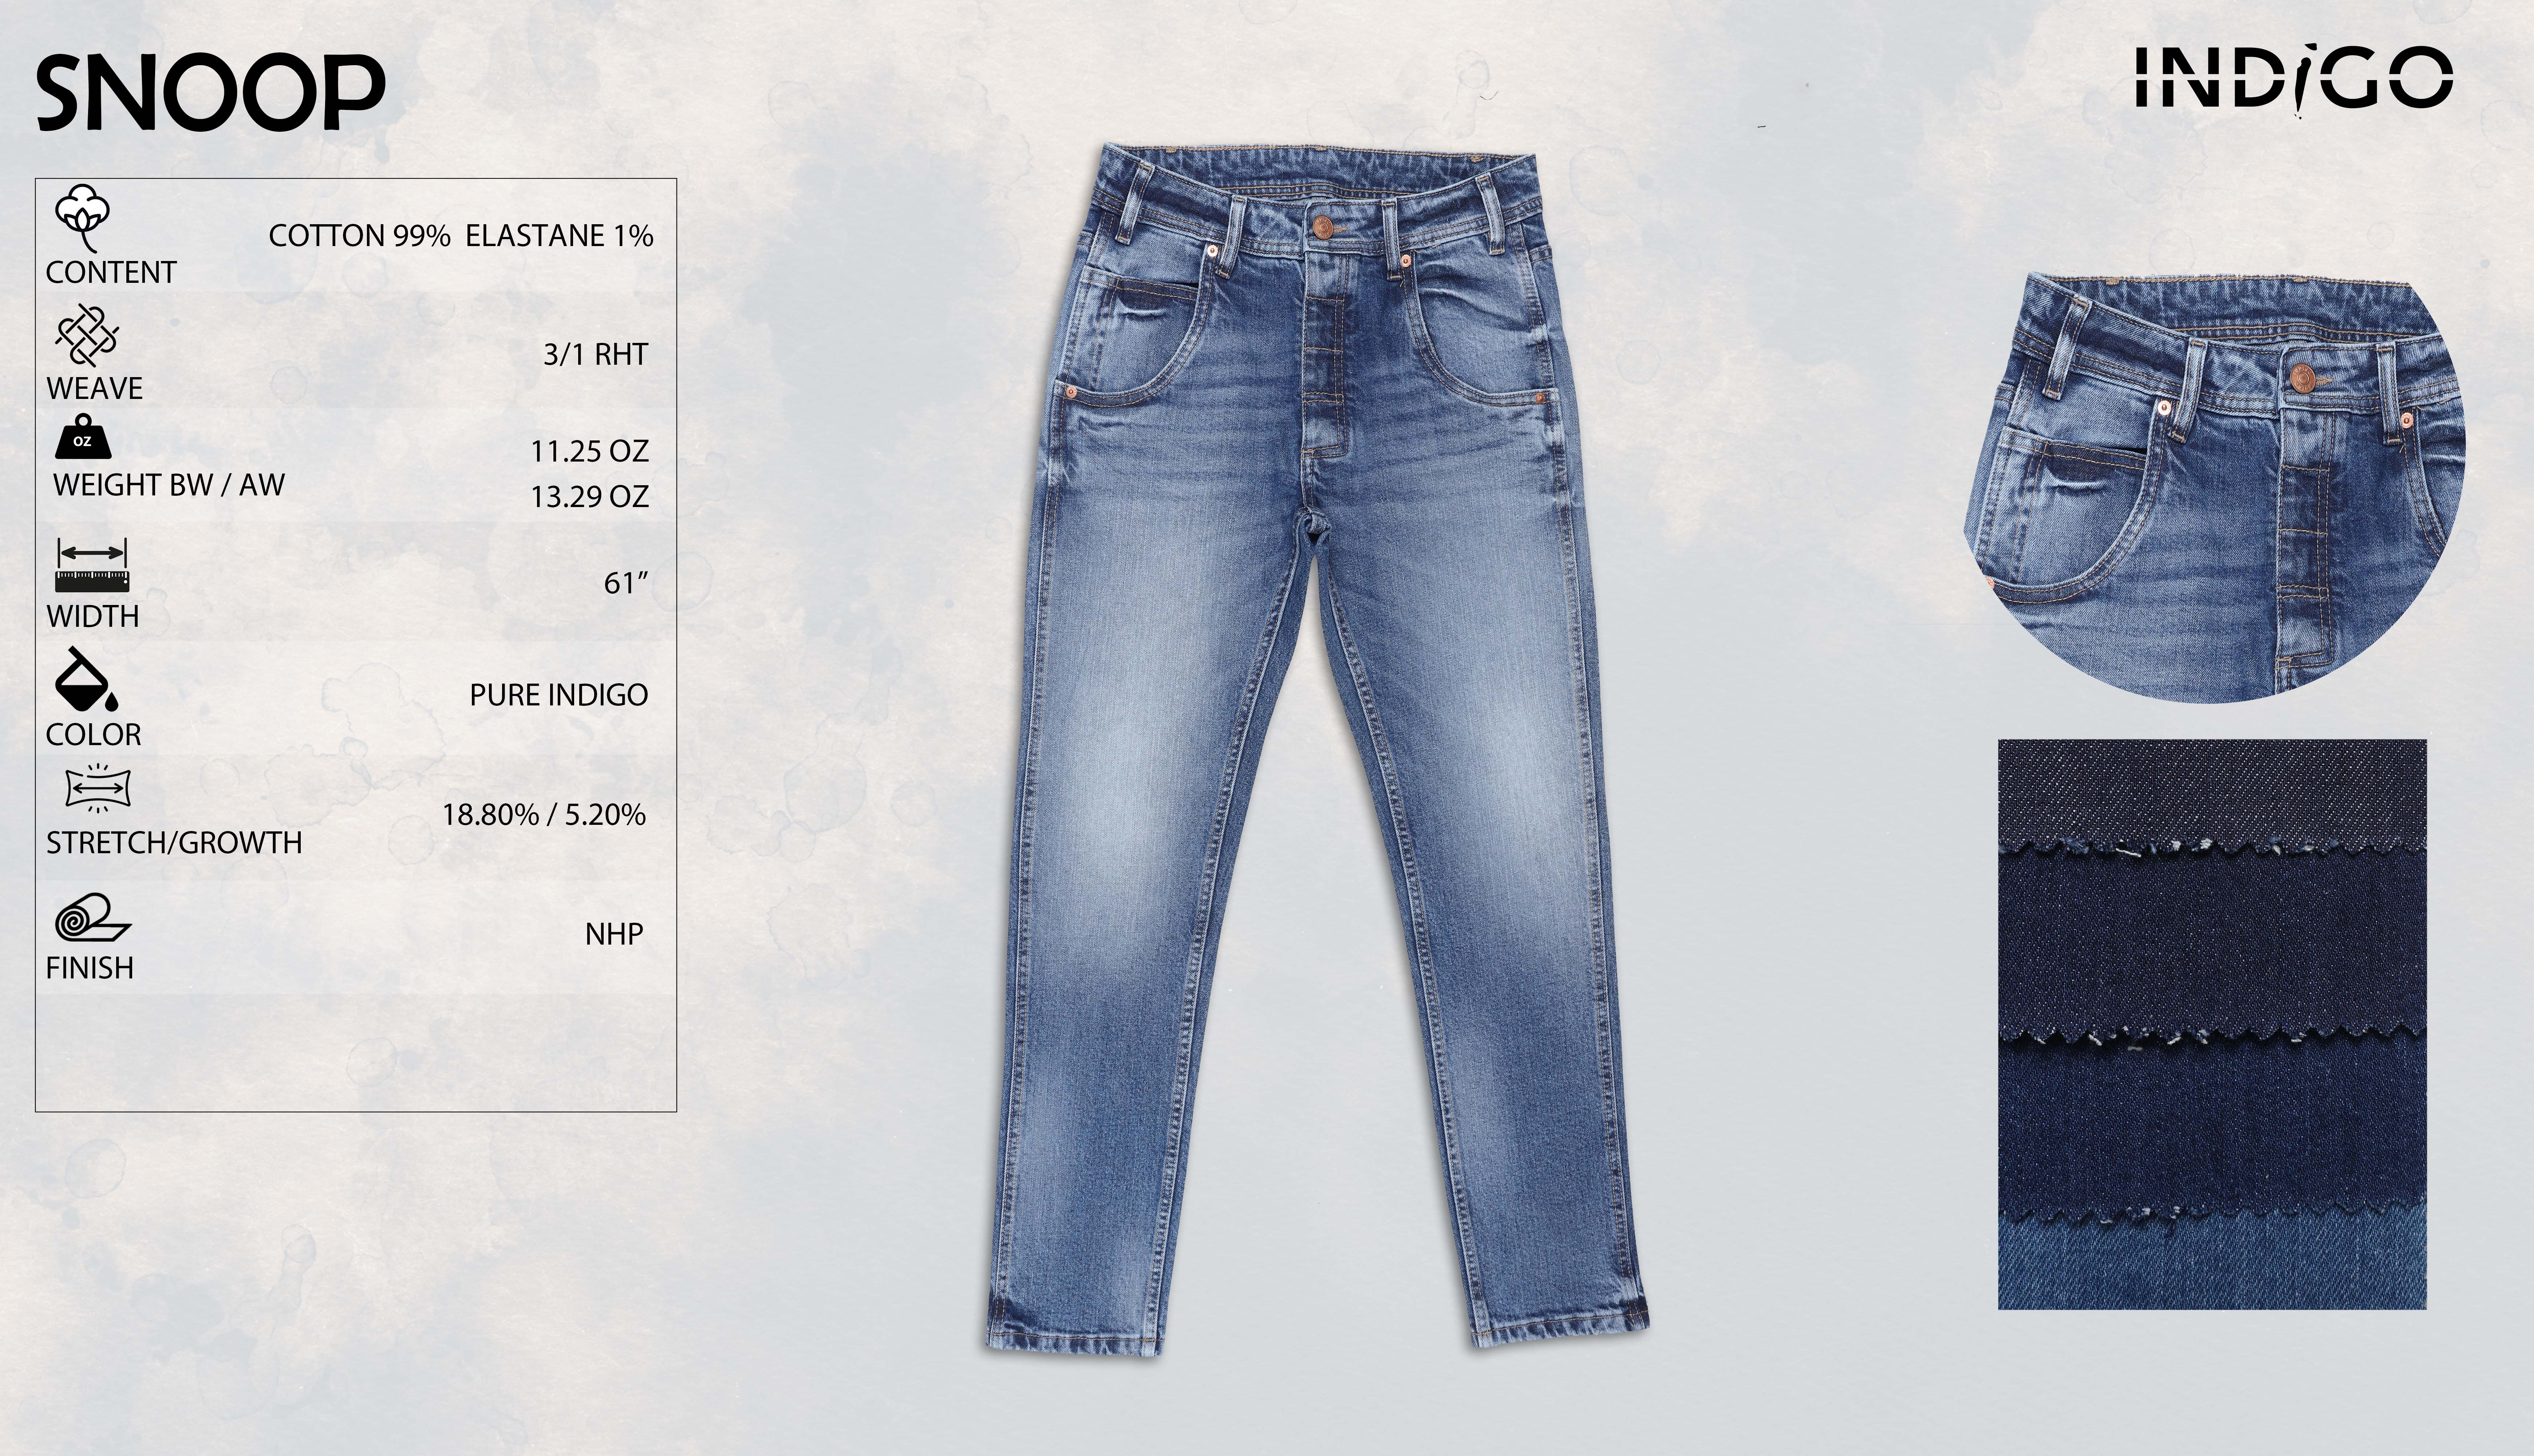 SNOOP
INDiGO
COTTON 99% ELASTANE 1%
CONTENT
3/1 RHT
WEAVE
OZ
11.25 OZ
WEIGHT BW / AW
13.29 OZ
61”
WIDTH
PURE INDIGO
COLOR
18.80% / 5.20%
STRETCH/GROWTH
NHP
FINISH